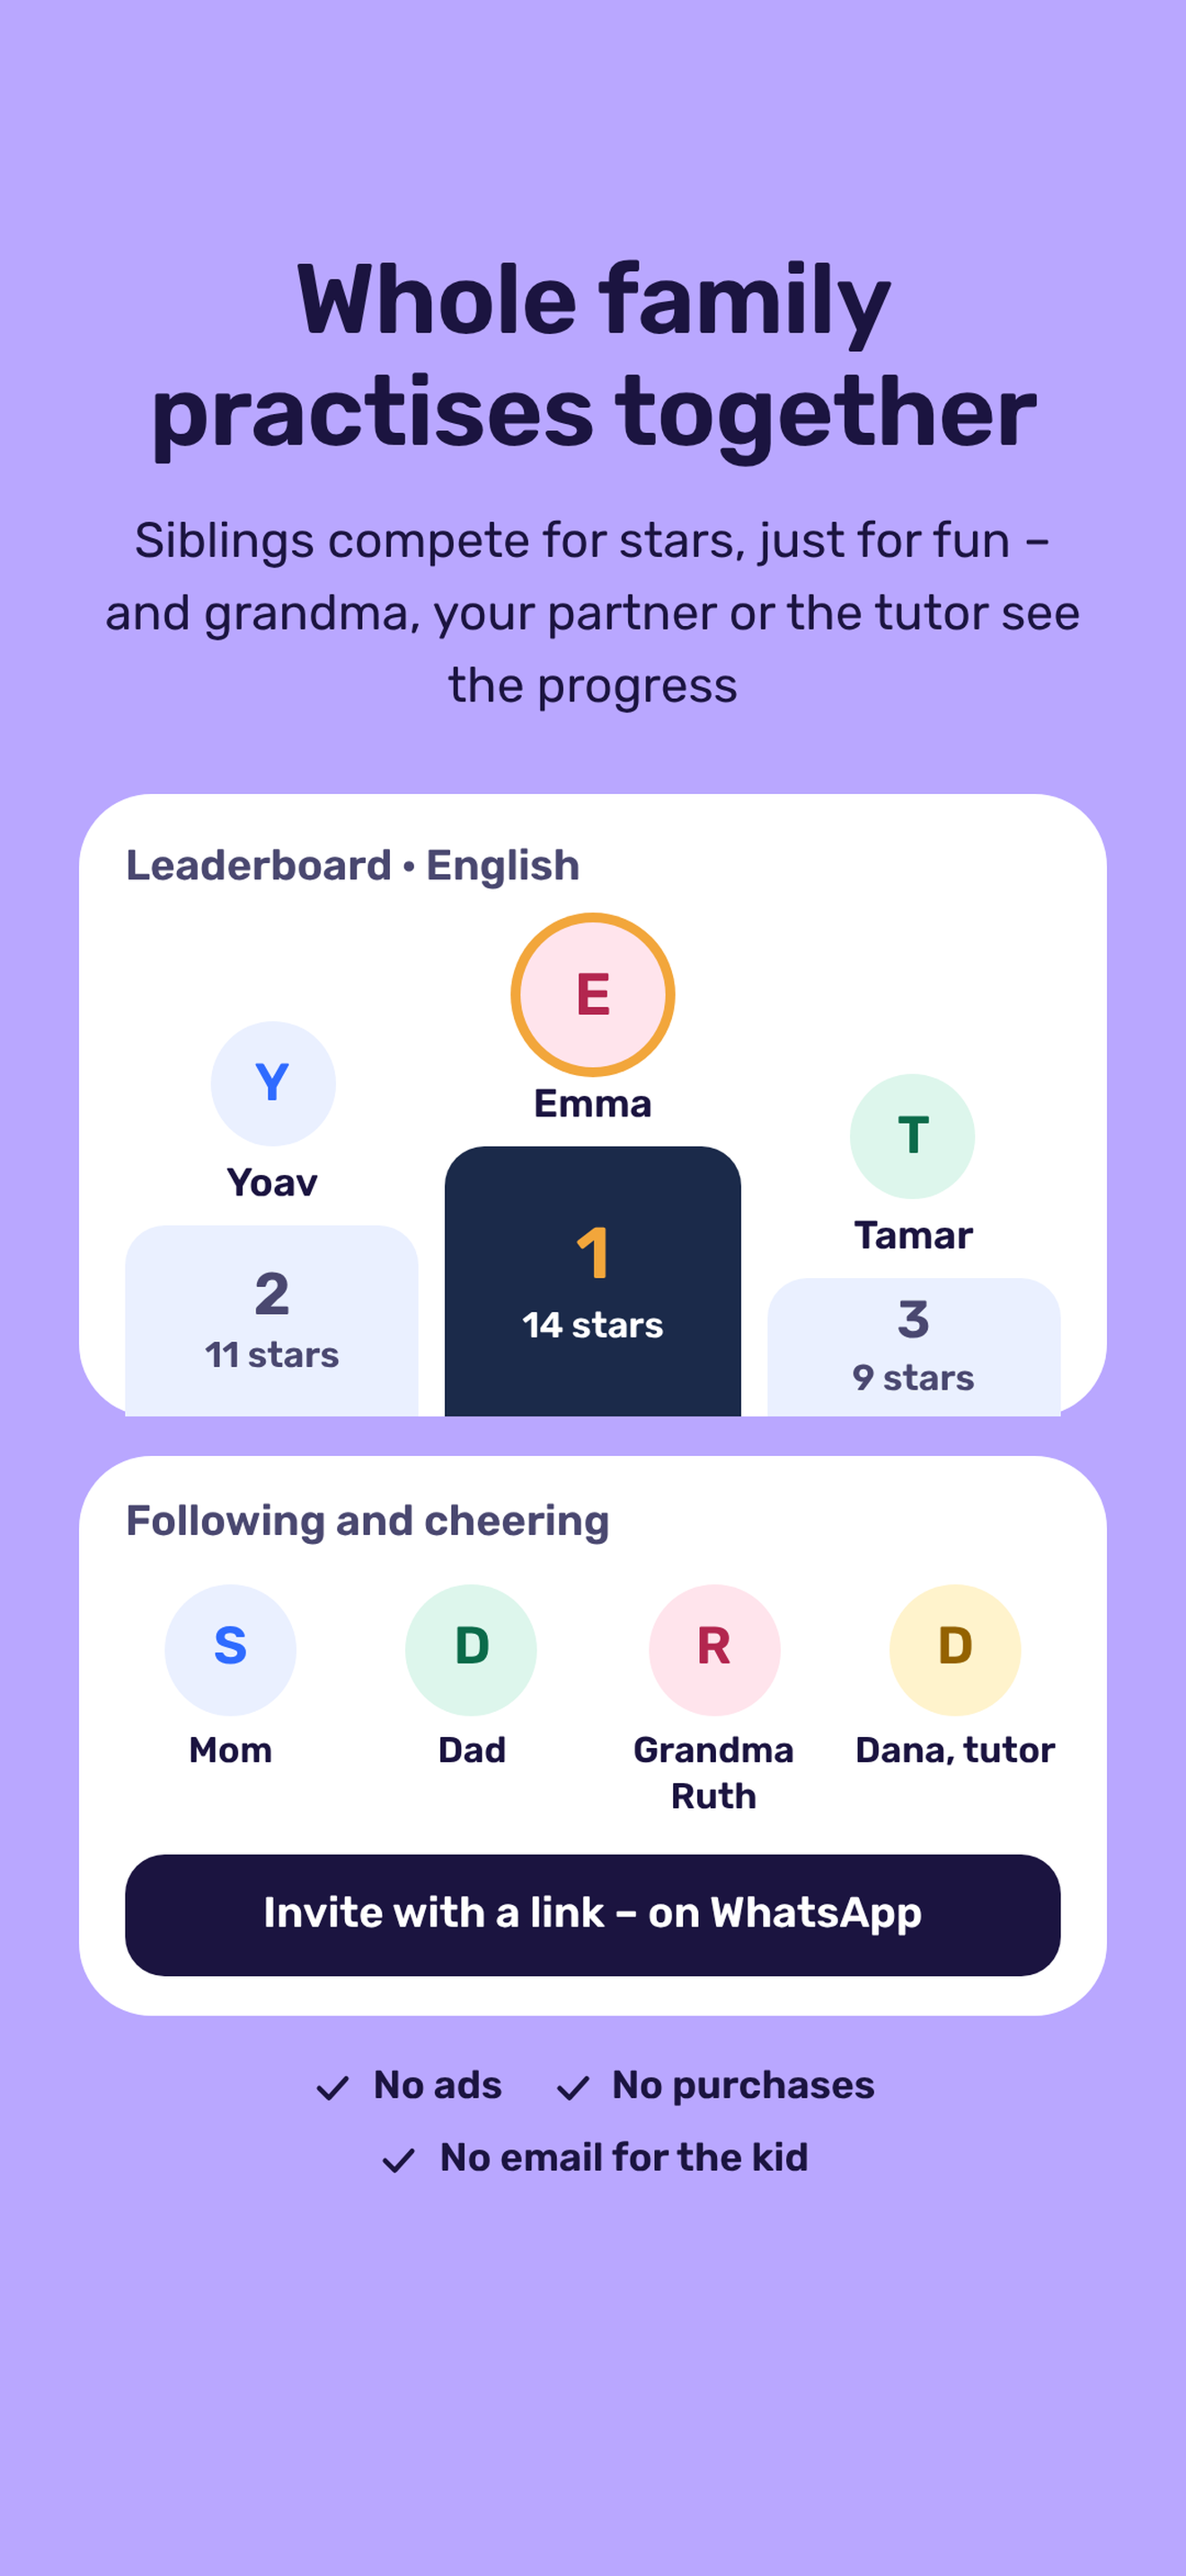 Whole family
practises together
Siblings compete for stars, just for fun –
and grandma, your partner or the tutor see
the progress
Leaderboard • English
E
Emma
Y
Yoav
T
Tamar
1
14 stars
2
11 stars
3
9 stars
Following and cheering
S
D
R
D
Mom
Dad
Grandma
Ruth
Dana, tutor
Invite with a link – on WhatsApp
No ads
No purchases
No email for the kid